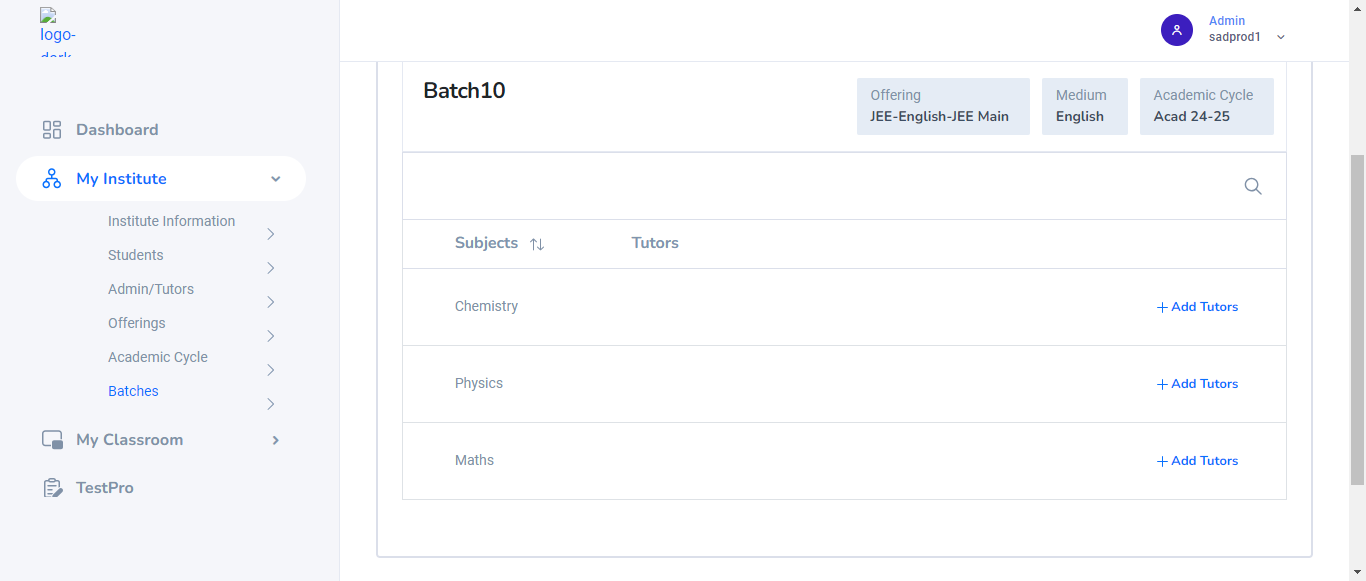 logo-
dark
Admin
sadprod1
Dashboard
My Institute
Institute Information
Students
Admin/Tutors
Offerings
Academic Cycle
Batches
My Classroom
TestPro
Batch10
Offering
JEE-English-JEE Main
Medium
English
Academic Cycle
Acad 24-25
Subjects
Tutors
Chemistry
+ Add Tutors
Physics
+ Add Tutors
Maths
+ Add Tutors